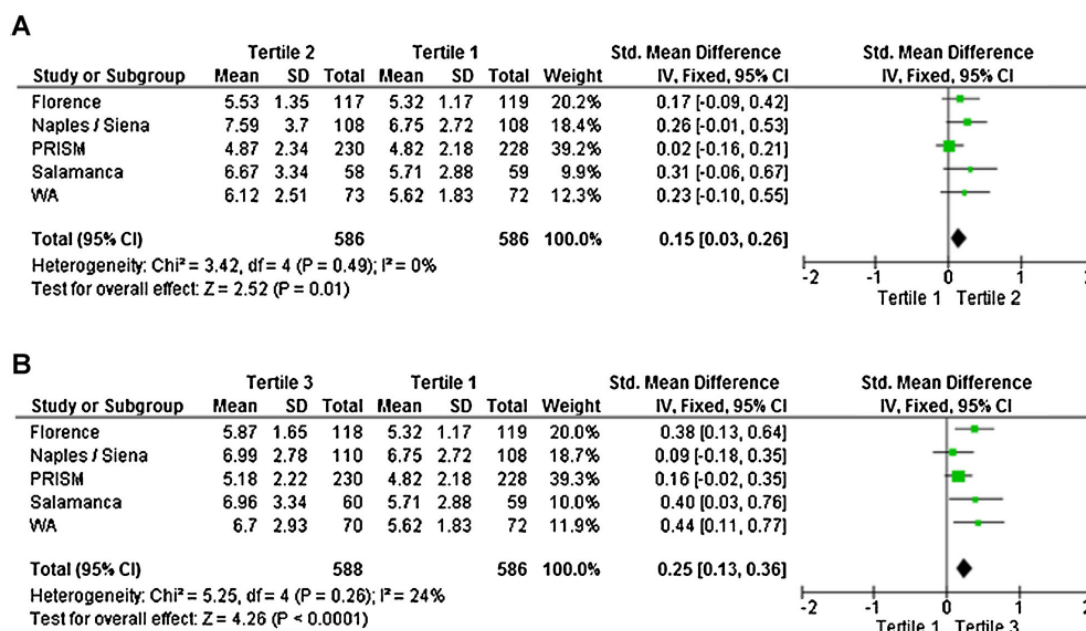 A
Tertile 2 Tertile 1 Std. Mean Difference Std. Mean Difference
Study or Subgroup Mean SD Total Mean SD Total Weight IV, Fixed, 95% CI IV, Fixed, 95% CI
Florence 5.53 1.35 117 5.32 1.17 119 20.2% 0.17 [-0.09, 0.42]
Naples / Siena 7.59 3.7 108 6.75 2.72 108 18.4% 0.26 [-0.01, 0.53]
PRISM 4.87 2.34 230 4.82 2.18 228 39.2% 0.02 [-0.16, 0.21]
Salamanca 6.67 3.34 58 5.71 2.88 59 9.9% 0.31 [-0.06, 0.67]
WA 6.12 2.51 73 5.62 1.83 72 12.3% 0.23 [-0.10, 0.55]
Total (95% CI) 586 586 100.0% 0.15 [0.03, 0.26]
Heterogeneity: Chi² = 3.42, df = 4 (P = 0.49); I² = 0%
Test for overall effect: Z = 2.52 (P = 0.01)
-2 -1 0 1 2
Tertile 1 Tertile 2
B
Tertile 3 Tertile 1 Std. Mean Difference Std. Mean Difference
Study or Subgroup Mean SD Total Mean SD Total Weight IV, Fixed, 95% CI IV, Fixed, 95% CI
Florence 5.87 1.65 118 5.32 1.17 119 20.0% 0.38 [0.13, 0.64]
Naples / Siena 6.99 2.78 110 6.75 2.72 108 18.7% 0.09 [-0.18, 0.35]
PRISM 5.18 2.22 230 4.82 2.18 228 39.3% 0.16 [-0.02, 0.35]
Salamanca 6.96 3.34 60 5.71 2.88 59 10.0% 0.40 [0.03, 0.76]
WA 6.7 2.93 70 5.62 1.83 72 11.9% 0.44 [0.11, 0.77]
Total (95% CI) 588 586 100.0% 0.25 [0.13, 0.36]
Heterogeneity: Chi² = 5.25, df = 4 (P = 0.26); I² = 24%
Test for overall effect: Z = 4.26 (P < 0.0001)
-2 -1 0 1 2
Tertile 1 Tertile 3